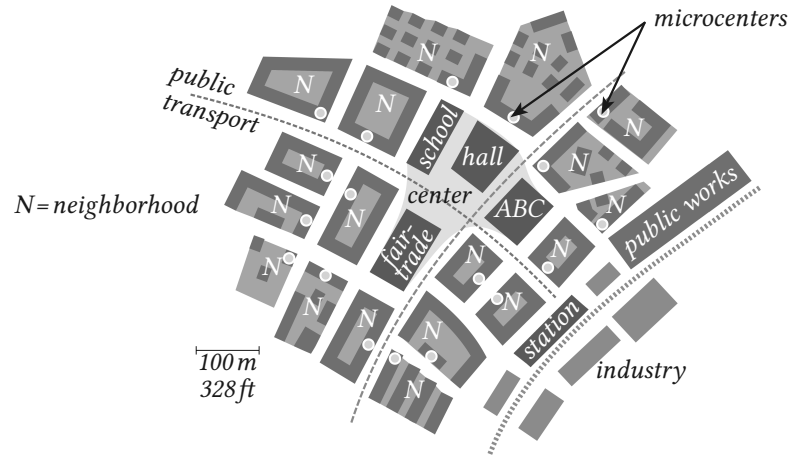 microcenters
N
N
N
N
public
transport
N
school
hall
N
N
center
ABC
N
public works
N = neighborhood
N
N
fair-
trade
N
N
N
N
N
station
N
N
N
100 m
328 ft
industry
N